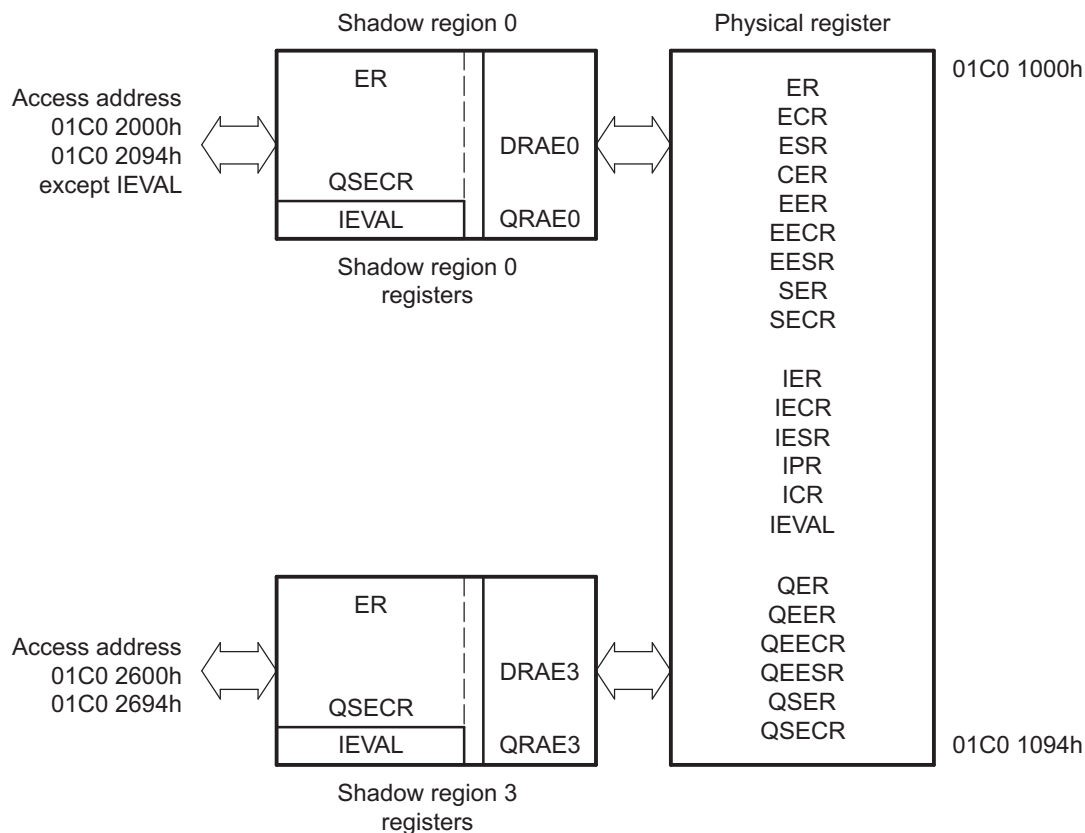 Shadow region 0
Access address
01C0 2000h
01C0 2094h
except IEVAL
ER
QSECR
IEVAL
DRAE0
QRAE0
Shadow region 0
registers
Physical register
01C0 1000h
ER
ECR
ESR
CER
EER
EECR
EESR
SER
SECR
IER
IECR
IESR
IPR
ICR
IEVAL
QER
QEER
QEECR
QEESR
QSER
QSECR
01C0 1094h
Access address
01C0 2600h
01C0 2694h
ER
QSECR
IEVAL
DRAE3
QRAE3
Shadow region 3
registers